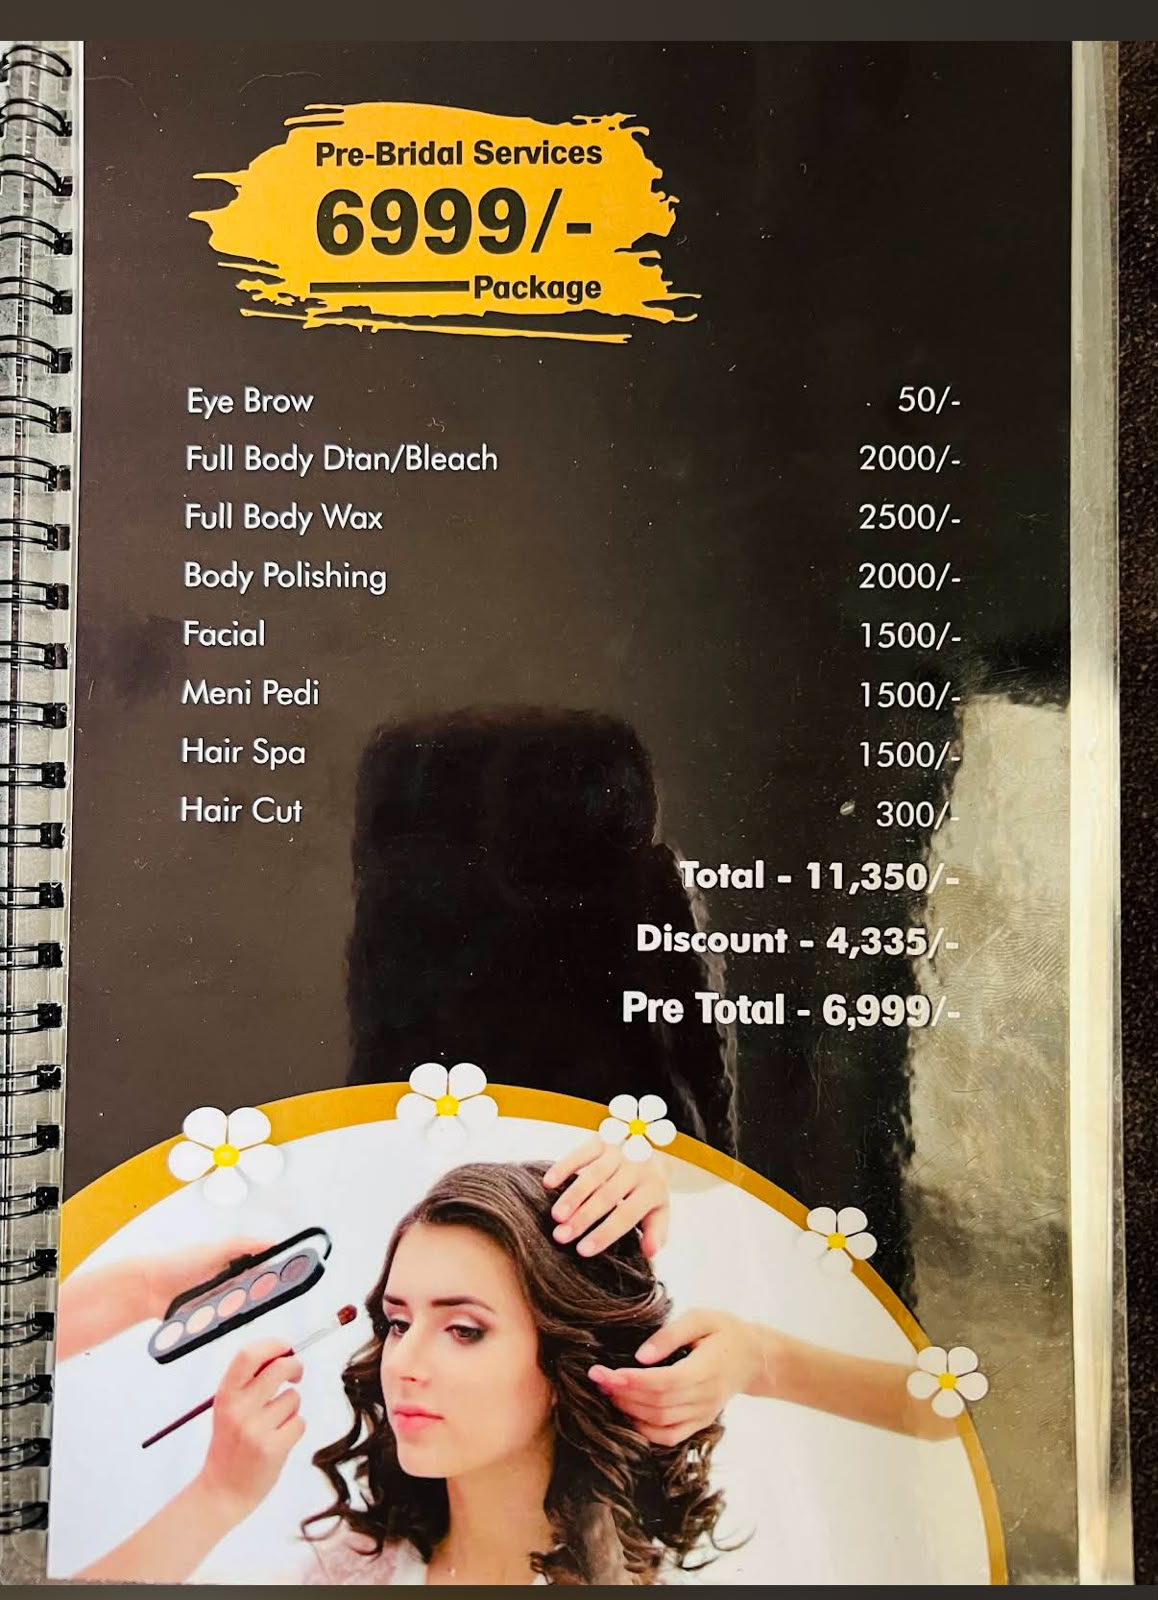 Pre-Bridal Services
6999/-
Package
Eye Brow 50/-
Full Body Dtan/Bleach 2000/-
Full Body Wax 2500/-
Body Polishing 2000/-
Facial 1500/-
Meni Pedi 1500/-
Hair Spa 1500/-
Hair Cut 300/-
Total - 11,350/-
Discount - 4,335/-
Pre Total - 6,999/-